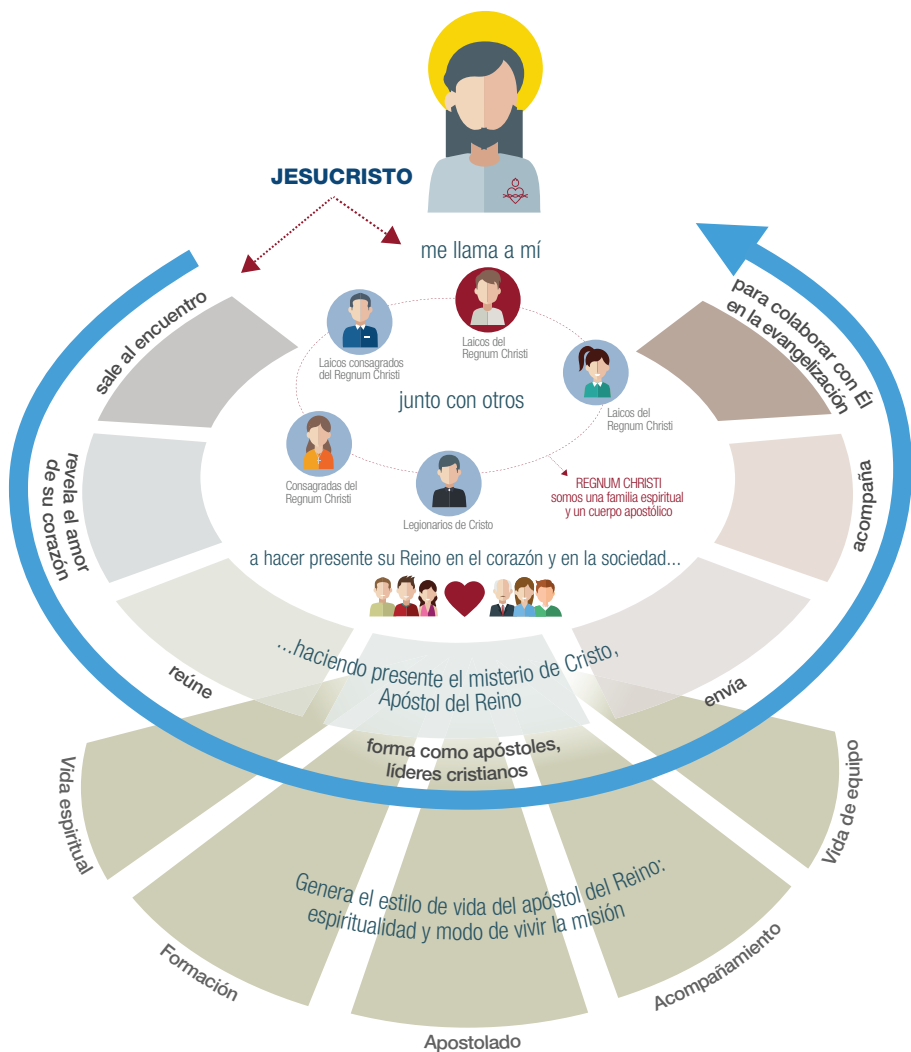 JESUCRISTO
me llama a mí
sale al encuentro
para colaborar con Él
en la evangelización
Laicos consagrados
del Regnum Christi
Laicos del
Regnum Christi
Laicos del
Regnum Christi
junto con otros
Consagradas del
Regnum Christi
Legionarios de Cristo
REGNUM CHRISTI
somos una familia espiritual
y un cuerpo apostólico
revela el amor
de su corazón
acompaña
a hacer presente su Reino en el corazón y en la sociedad...
...haciendo presente el misterio de Cristo,
Apóstol del Reino
reúne
envía
forma como apóstoles,
líderes cristianos
Vida espiritual
Vida de equipo
Genera el estilo de vida del apóstol del Reino:
espiritualidad y modo de vivir la misión
Formación
Acompañamiento
Apostolado